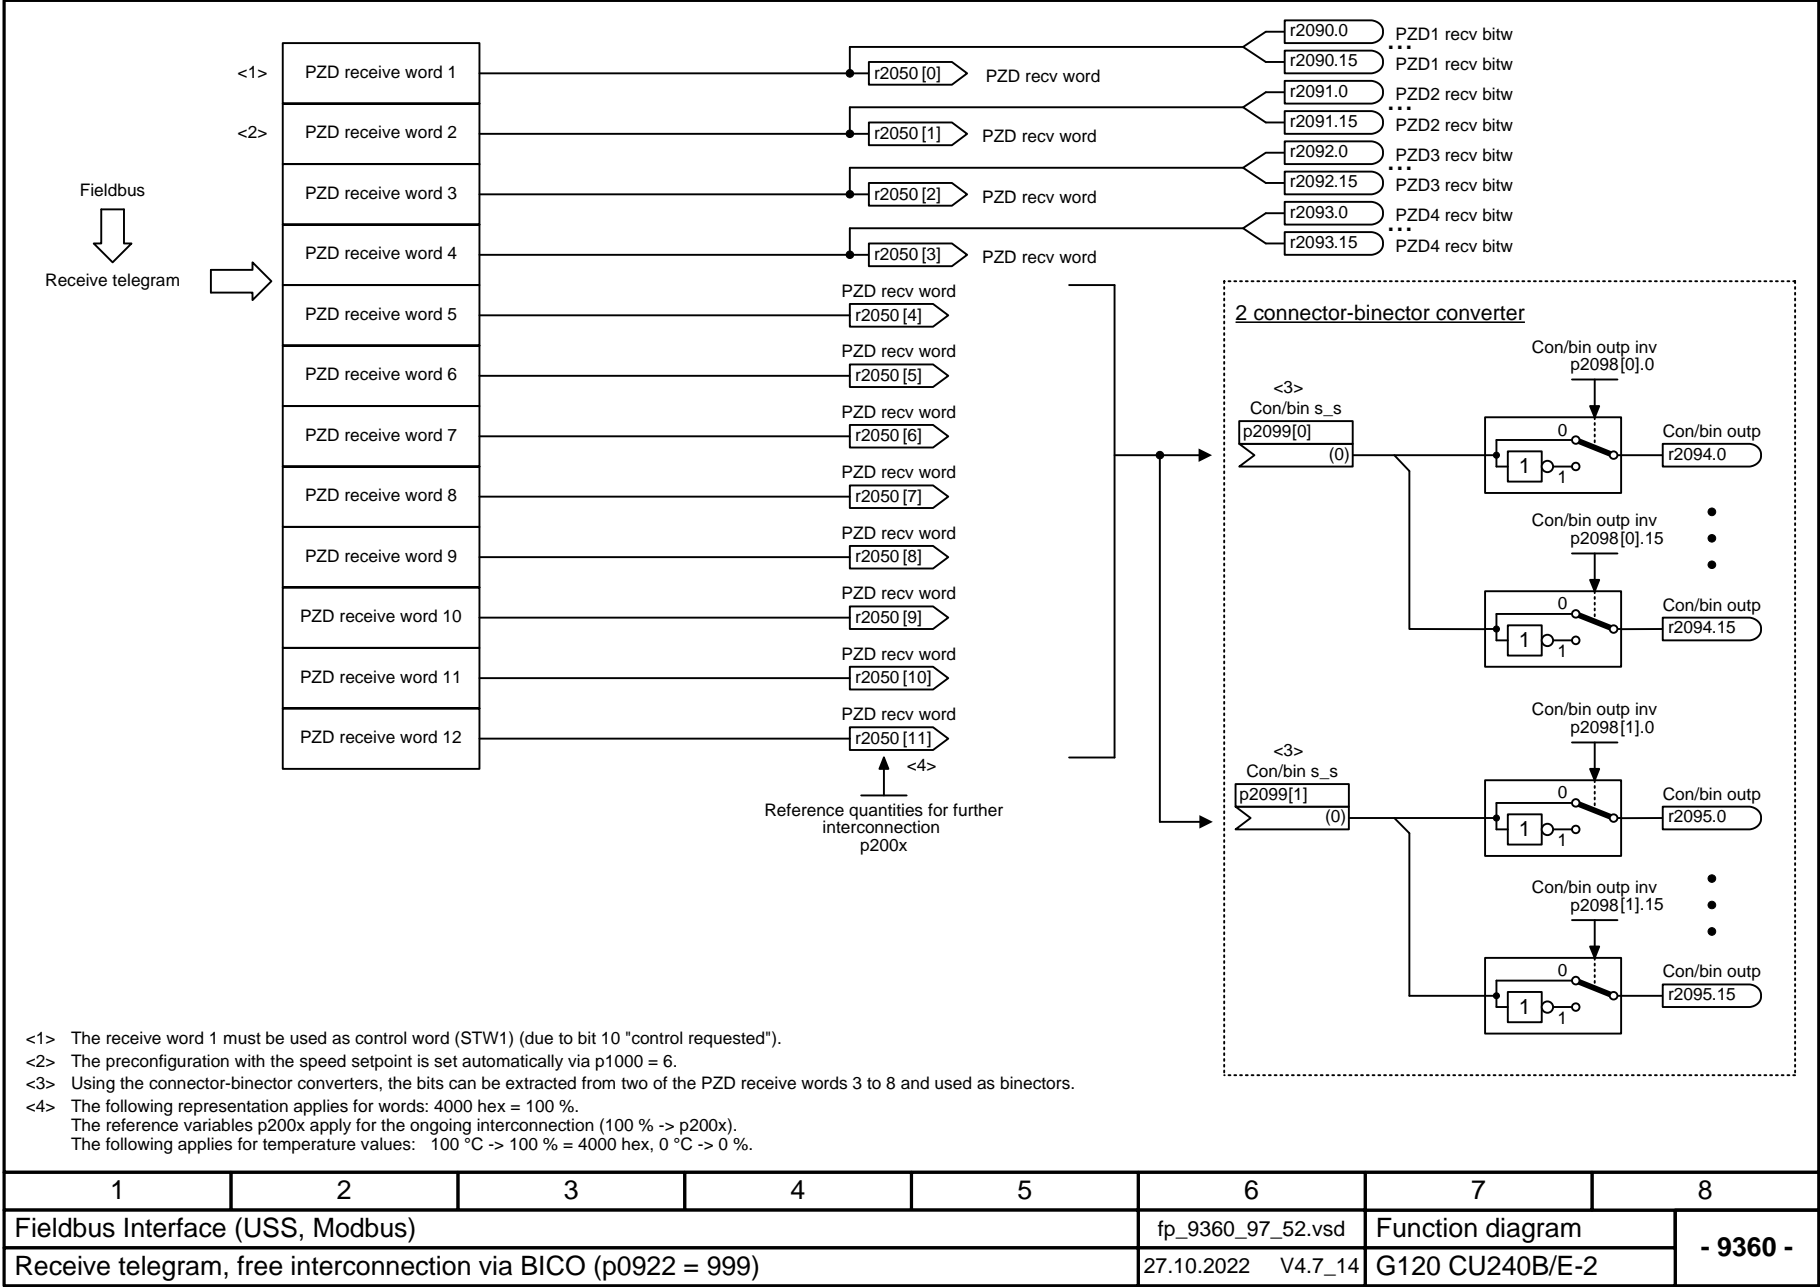 <1>
PZD receive word 1
r2050 [0]
PZD recv word
r2090.0
PZD1 recv bitw
...
r2090.15
PZD1 recv bitw
<2>
PZD receive word 2
r2050 [1]
PZD recv word
r2091.0
PZD2 recv bitw
...
r2091.15
PZD2 recv bitw
PZD receive word 3
r2050 [2]
PZD recv word
r2092.0
PZD3 recv bitw
...
r2092.15
PZD3 recv bitw
Fieldbus
Receive telegram
PZD receive word 4
r2050 [3]
PZD recv word
r2093.0
PZD4 recv bitw
...
r2093.15
PZD4 recv bitw
PZD receive word 5
PZD recv word
r2050 [4]
PZD receive word 6
PZD recv word
r2050 [5]
PZD receive word 7
PZD recv word
r2050 [6]
PZD receive word 8
PZD recv word
r2050 [7]
PZD receive word 9
PZD recv word
r2050 [8]
PZD receive word 10
PZD recv word
r2050 [9]
PZD receive word 11
PZD recv word
r2050 [10]
PZD receive word 12
PZD recv word
r2050 [11]
<4>
Reference quantities for further
interconnection
p200x
2 connector-binector converter
<3>
Con/bin s_s
p2099[0]
(0)
Con/bin outp inv
p2098[0].0
0
1
1
Con/bin outp
r2094.0
Con/bin outp inv
p2098[0].15
0
1
1
Con/bin outp
r2094.15
<3>
Con/bin s_s
p2099[1]
(0)
Con/bin outp inv
p2098[1].0
0
1
1
Con/bin outp
r2095.0
Con/bin outp inv
p2098[1].15
0
1
1
Con/bin outp
r2095.15
<1> The receive word 1 must be used as control word (STW1) (due to bit 10 "control requested").
<2> The preconfiguration with the speed setpoint is set automatically via p1000 = 6.
<3> Using the connector-binector converters, the bits can be extracted from two of the PZD receive words 3 to 8 and used as binectors.
<4> The following representation applies for words: 4000 hex = 100 %.
The reference variables p200x apply for the ongoing interconnection (100 % -> p200x).
The following applies for temperature values: 100 °C -> 100 % = 4000 hex, 0 °C -> 0 %.
1 2 3 4 5 6 7 8
Fieldbus Interface (USS, Modbus)
fp_9360_97_52.vsd
Function diagram
- 9360 -
Receive telegram, free interconnection via BICO (p0922 = 999)
27.10.2022 V4.7_14
G120 CU240B/E-2